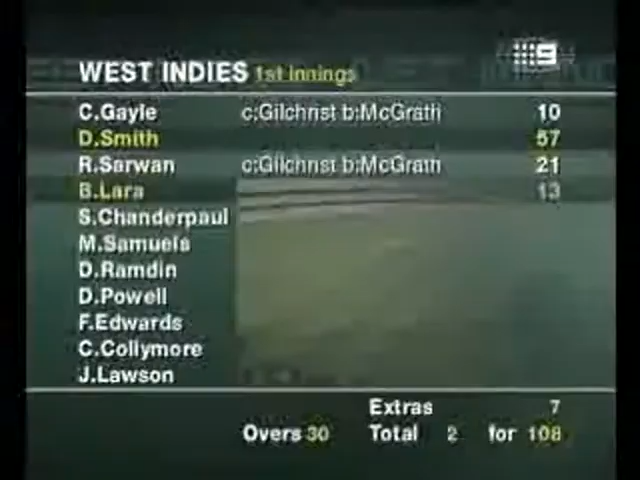 9
WEST INDIES 1st Innings
C.Gayle c:Gilchrist b:McGrath 10
D.Smith 57
R.Sarwan c:Gilchrist b:McGrath 21
B.Lara 13
S.Chanderpaul
M.Samuels
D.Ramdin
D.Powell
F.Edwards
C.Collymore
J.Lawson
Extras 7
Overs 30 Total 2 for 108